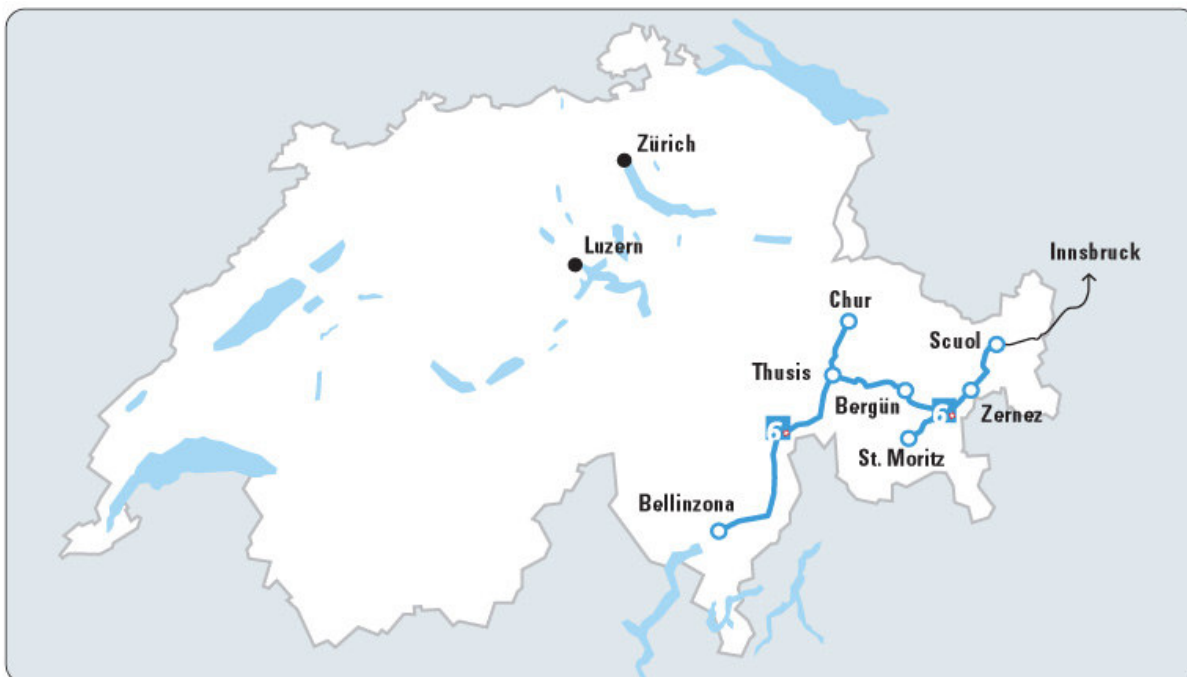 Zürich
Luzern
Innsbruck
Chur
Scuol
Thusis
Bergün
6
Zernez
6
St. Moritz
Bellinzona